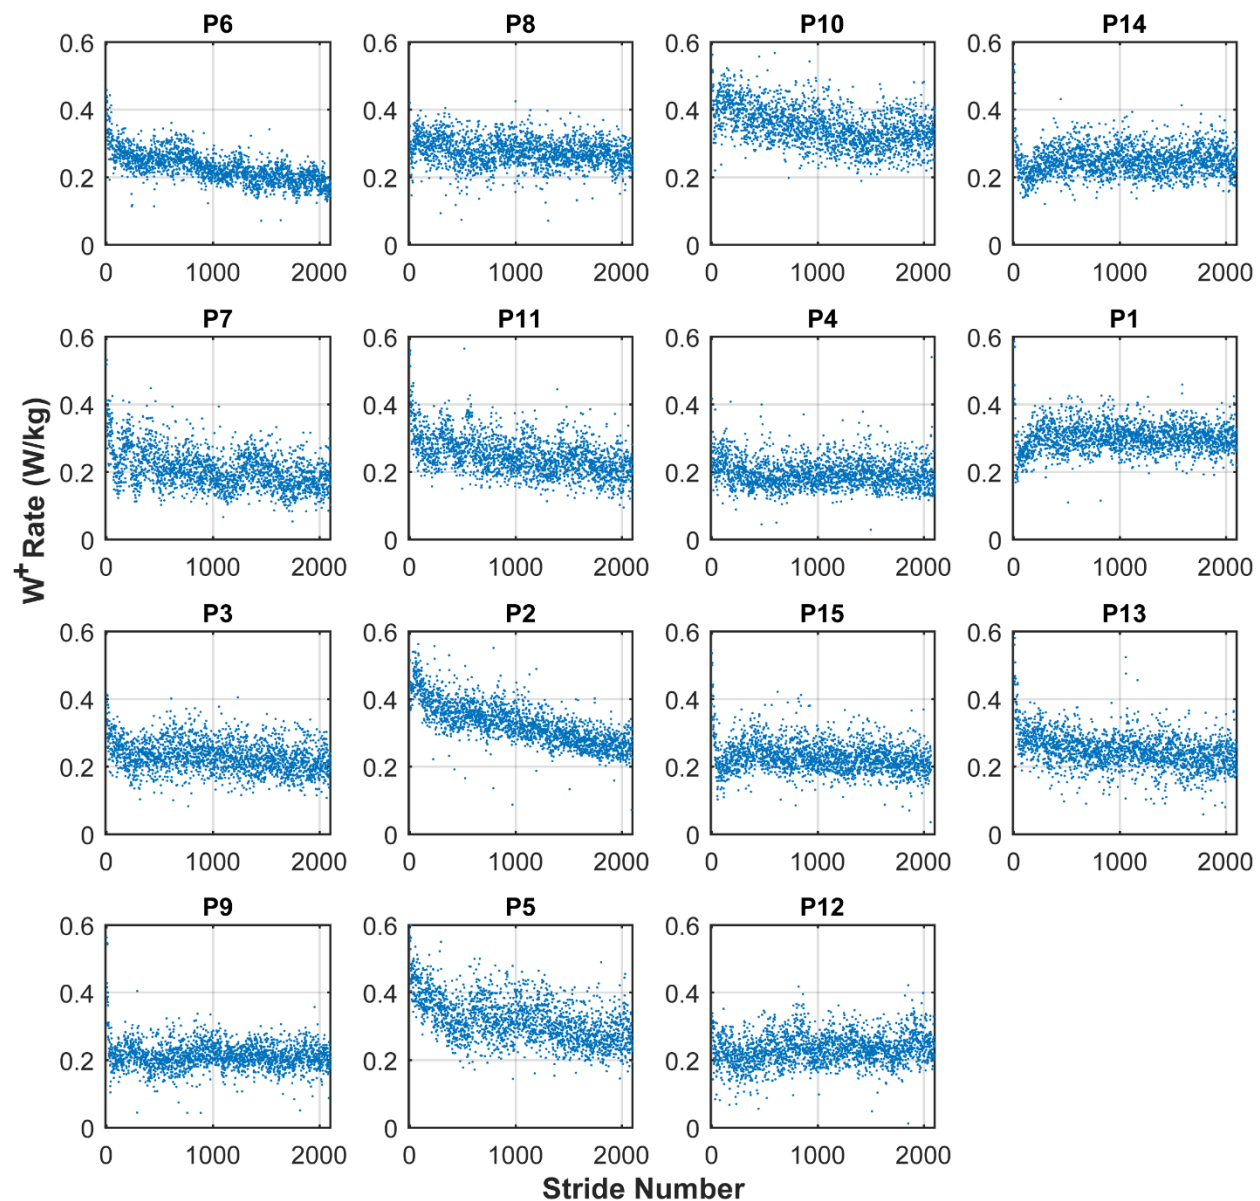 P6 P8 P10 P14
0.6 0.6 0.6 0.6
0.4 0.4 0.4 0.4
0.2 0.2 0.2 0.2
0 0 0 0
0 1000 2000 0 1000 2000 0 1000 2000 0 1000 2000
P7 P11 P4 P1
0.6 0.6 0.6 0.6
0.4 0.4 0.4 0.4
0.2 0.2 0.2 0.2
0 0 0 0
0 1000 2000 0 1000 2000 0 1000 2000 0 1000 2000
W+ Rate (W/kg)
P3 P2 P15 P13
0.6 0.6 0.6 0.6
0.4 0.4 0.4 0.4
0.2 0.2 0.2 0.2
0 0 0 0
0 1000 2000 0 1000 2000 0 1000 2000 0 1000 2000
P9 P5 P12
0.6 0.6 0.6
0.4 0.4 0.4
0.2 0.2 0.2
0 0 0
0 1000 2000 0 1000 2000 0 1000 2000
Stride Number